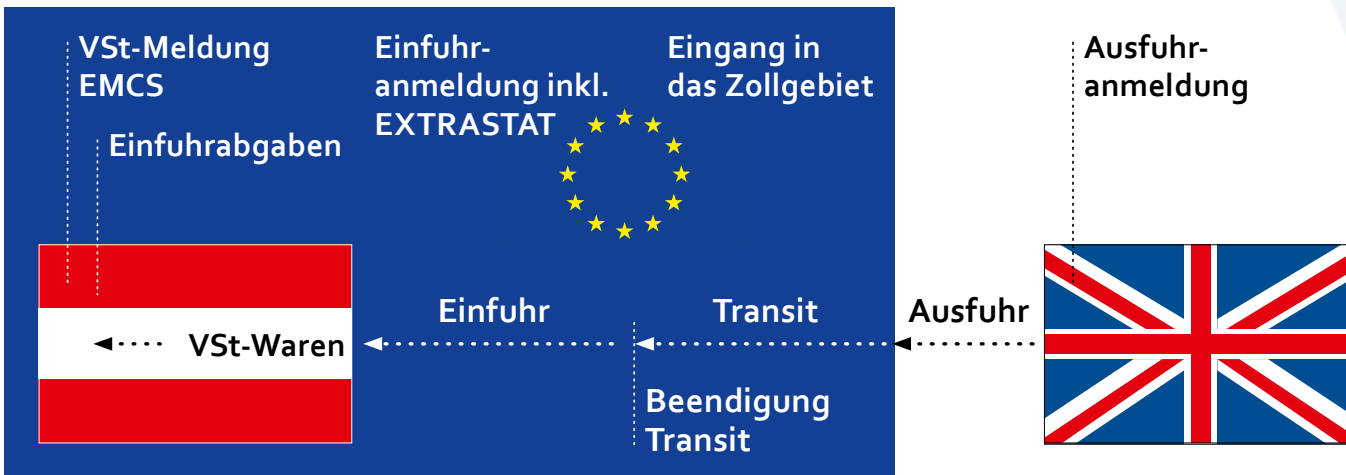 VSt-Meldung
EMCS
Einfuhrabgaben
Einfuhr-
anmeldung inkl.
EXTRASTAT
Eingang in
das Zollgebiet
Ausfuhr-
anmeldung
VSt-Waren
Einfuhr
Transit
Ausfuhr
Beendigung
Transit